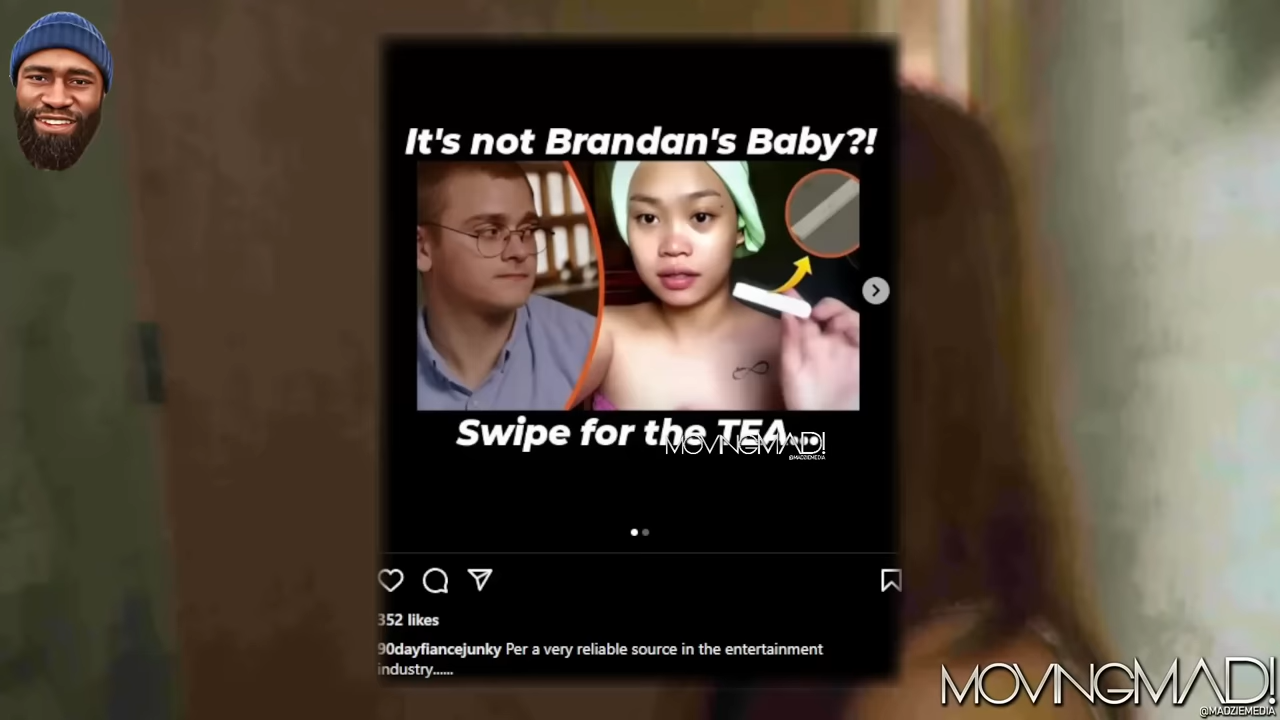 It's not Brandan's Baby?!
Swipe for the TEA...
MOVINGMAD!
@MADZIEMEDIA
352 likes
90dayfiancejunky Per a very reliable source in the entertainment
industry......
MOVINGMAD!
@MADZIEMEDIA